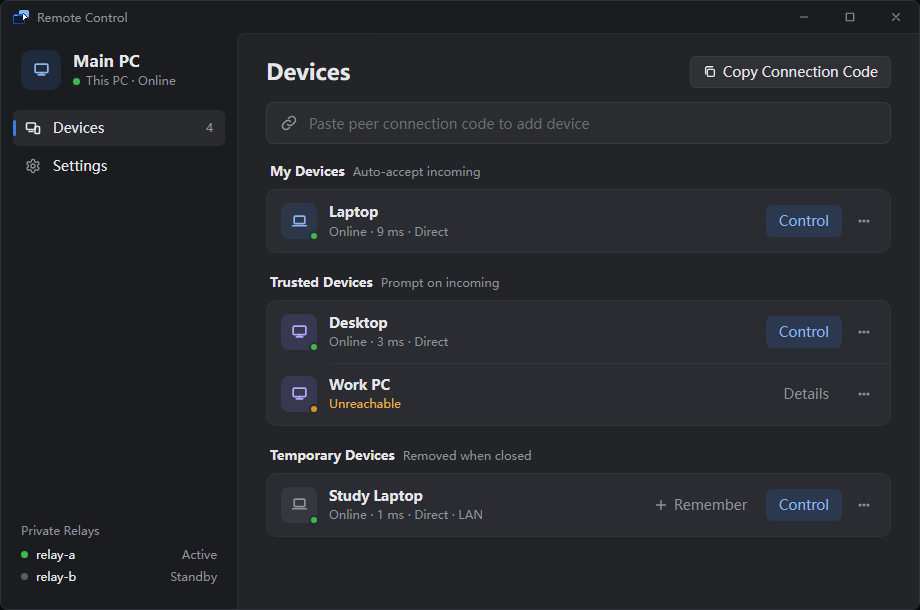 Remote Control
Main PC
This PC · Online
Devices 4
Settings
Private Relays
relay-a Active
relay-b Standby
Devices
Copy Connection Code
Paste peer connection code to add device
My Devices Auto-accept incoming
Laptop
Online · 9 ms · Direct
Control
Trusted Devices Prompt on incoming
Desktop
Online · 3 ms · Direct
Control
Work PC
Unreachable
Details
Temporary Devices Removed when closed
Study Laptop
Online · 1 ms · Direct · LAN
+ Remember
Control